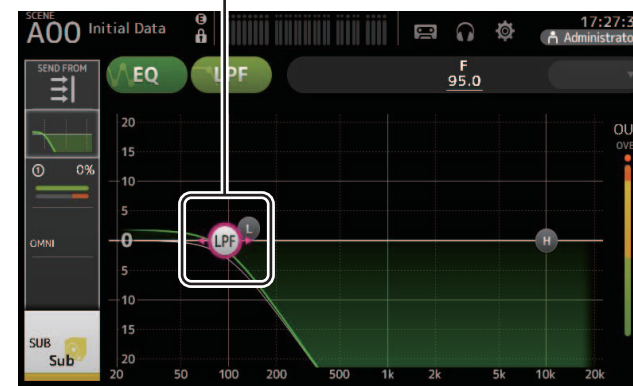 SCENE
A00 Initial Data
E
17:27:3
Administrato
SEND FROM
EQ
LPF
F
95.0
20
15
10
5
0
5
10
15
20
① 0%
OMNI
SUB
Sub
LPF
L
H
OU
OVE
20 50 100 200 500 1k 2k 5k 10k 20k